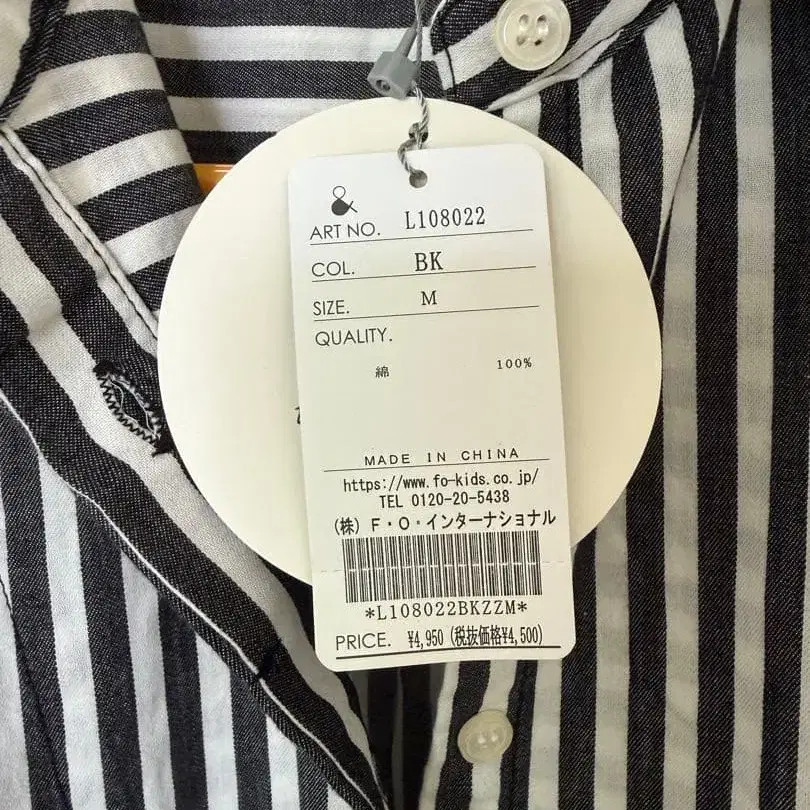 &
ART NO. L108022
COL. BK
SIZE. M
QUALITY.
綿 100%
MADE IN CHINA
https://www.fo-kids.co.jp/
TEL 0120-20-5438
(株) F・O・インターナショナル
*L108022BKZZM*
PRICE. ¥4,950 (税抜価格¥4,500)